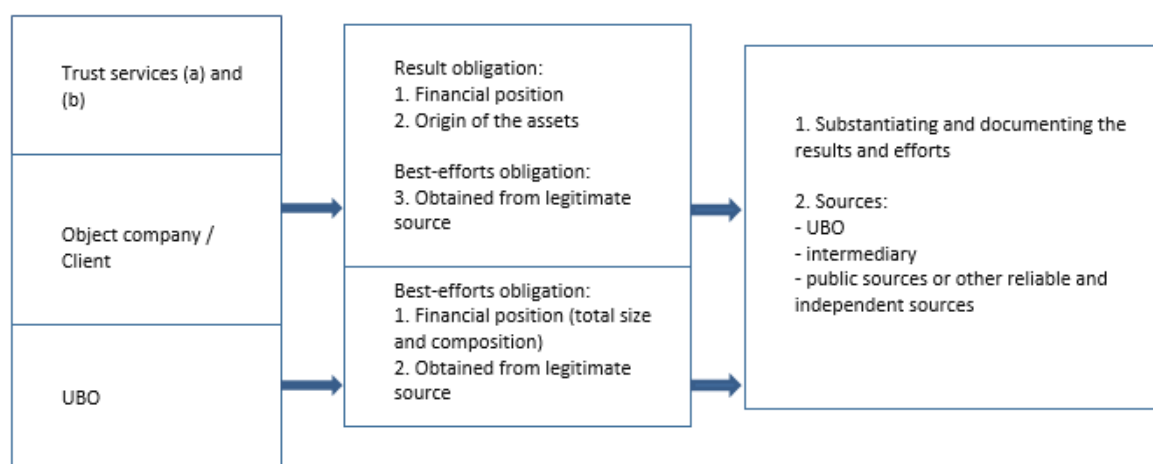 Trust services (a) and
(b)
Object company /
Client
UBO
Result obligation:
1. Financial position
2. Origin of the assets
Best-efforts obligation:
3. Obtained from legitimate
source
Best-efforts obligation:
1. Financial position (total size
and composition)
2. Obtained from legitimate
source
1. Substantiating and documenting the
results and efforts
2. Sources:
- UBO
- intermediary
- public sources or other reliable and
independent sources